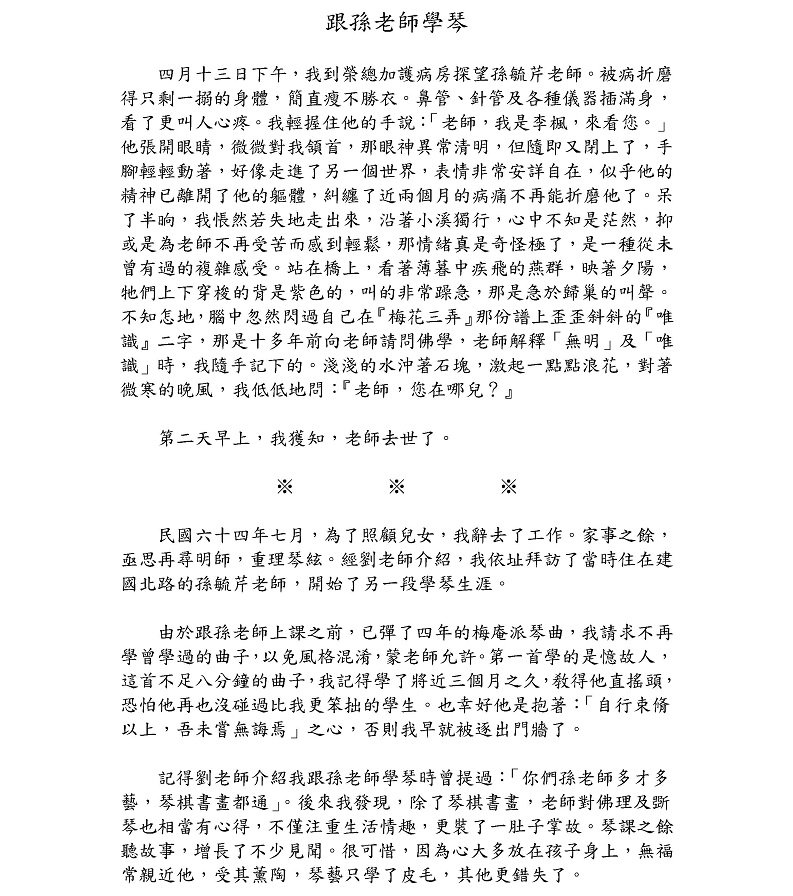 跟孫老師學琴
四月十三日下午，我到榮總加護病房探望孫毓芹老師。被病折磨
得只剩一搦的身體，簡直瘦不勝衣。鼻管、針管及各種儀器插滿身，
看了更叫人心疼。我輕握住他的手說：「老師，我是李楓，來看您。」
他張開眼睛，微微對我頷首，那眼神異常清明，但隨即又閉上了，手
腳輕輕動著，好像走進了另一個世界，表情非常安詳自在，似乎他的
精神已離開了他的軀體，糾纏了近兩個月的病痛不再能折磨他了。呆
了半晌，我悵然若失地走出來，沿著小溪獨行，心中不知是茫然，抑
或是為老師不再受苦而感到輕鬆，那情緒真是奇怪極了，是一種從未
曾有過的複雜感受。站在橋上，看著薄暮中疾飛的燕群，映著夕陽，
牠們上下穿梭的背是紫色的，叫的非常躁急，那是急於歸巢的叫聲。
不知怎地，腦中忽然閃過自己在『梅花三弄』那份譜上歪歪斜斜的『唯
識』二字，那是十多年前向老師請問佛學，老師解釋「無明」及「唯
識」時，我隨手記下的。淺淺的水沖著石塊，激起一點點浪花，對著
微寒的晚風，我低低地問：『老師，您在哪兒？』
第二天早上，我獲知，老師去世了。
※ ※ ※
民國六十四年七月，為了照顧兒女，我辭去了工作。家事之餘，
亟思再尋明師，重理琴絃。經劉老師介紹，我依址拜訪了當時住在建
國北路的孫毓芹老師，開始了另一段學琴生涯。
由於跟孫老師上課之前，已彈了四年的梅庵派琴曲，我請求不再
學曾學過的曲子，以免風格混淆，蒙老師允許。第一首學的是憶故人，
這首不足八分鐘的曲子，我記得學了將近三個月之久，教得他直搖頭，
恐怕他再也沒碰過比我更笨拙的學生。也幸好他是抱著：「自行束脩
以上，吾未嘗無誨焉」之心，否則我早就被逐出門牆了。
記得劉老師介紹我跟孫老師學琴時曾提過：「你們孫老師多才多
藝，琴棋書畫都通」。後來我發現，除了琴棋書畫，老師對佛理及斲
琴也相當有心得，不僅注重生活情趣，更裝了一肚子掌故。琴課之餘
聽故事，增長了不少見聞。很可惜，因為心大多放在孩子身上，無福
常親近他，受其薰陶，琴藝只學了皮毛，其他更錯失了。